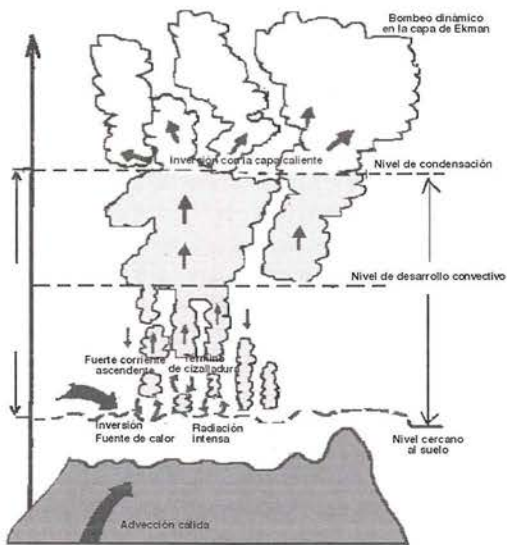 Bombeo dinámico
en la capa de Ekman
Inversión con la capa caliente
Nivel de condensación
Nivel de desarrollo convectivo
Fuerte corriente
ascendente
Término
de cizalladura
Inversión
Fuente de calor
Radiación
intensa
Nivel cercano
al suelo
Advección cálida